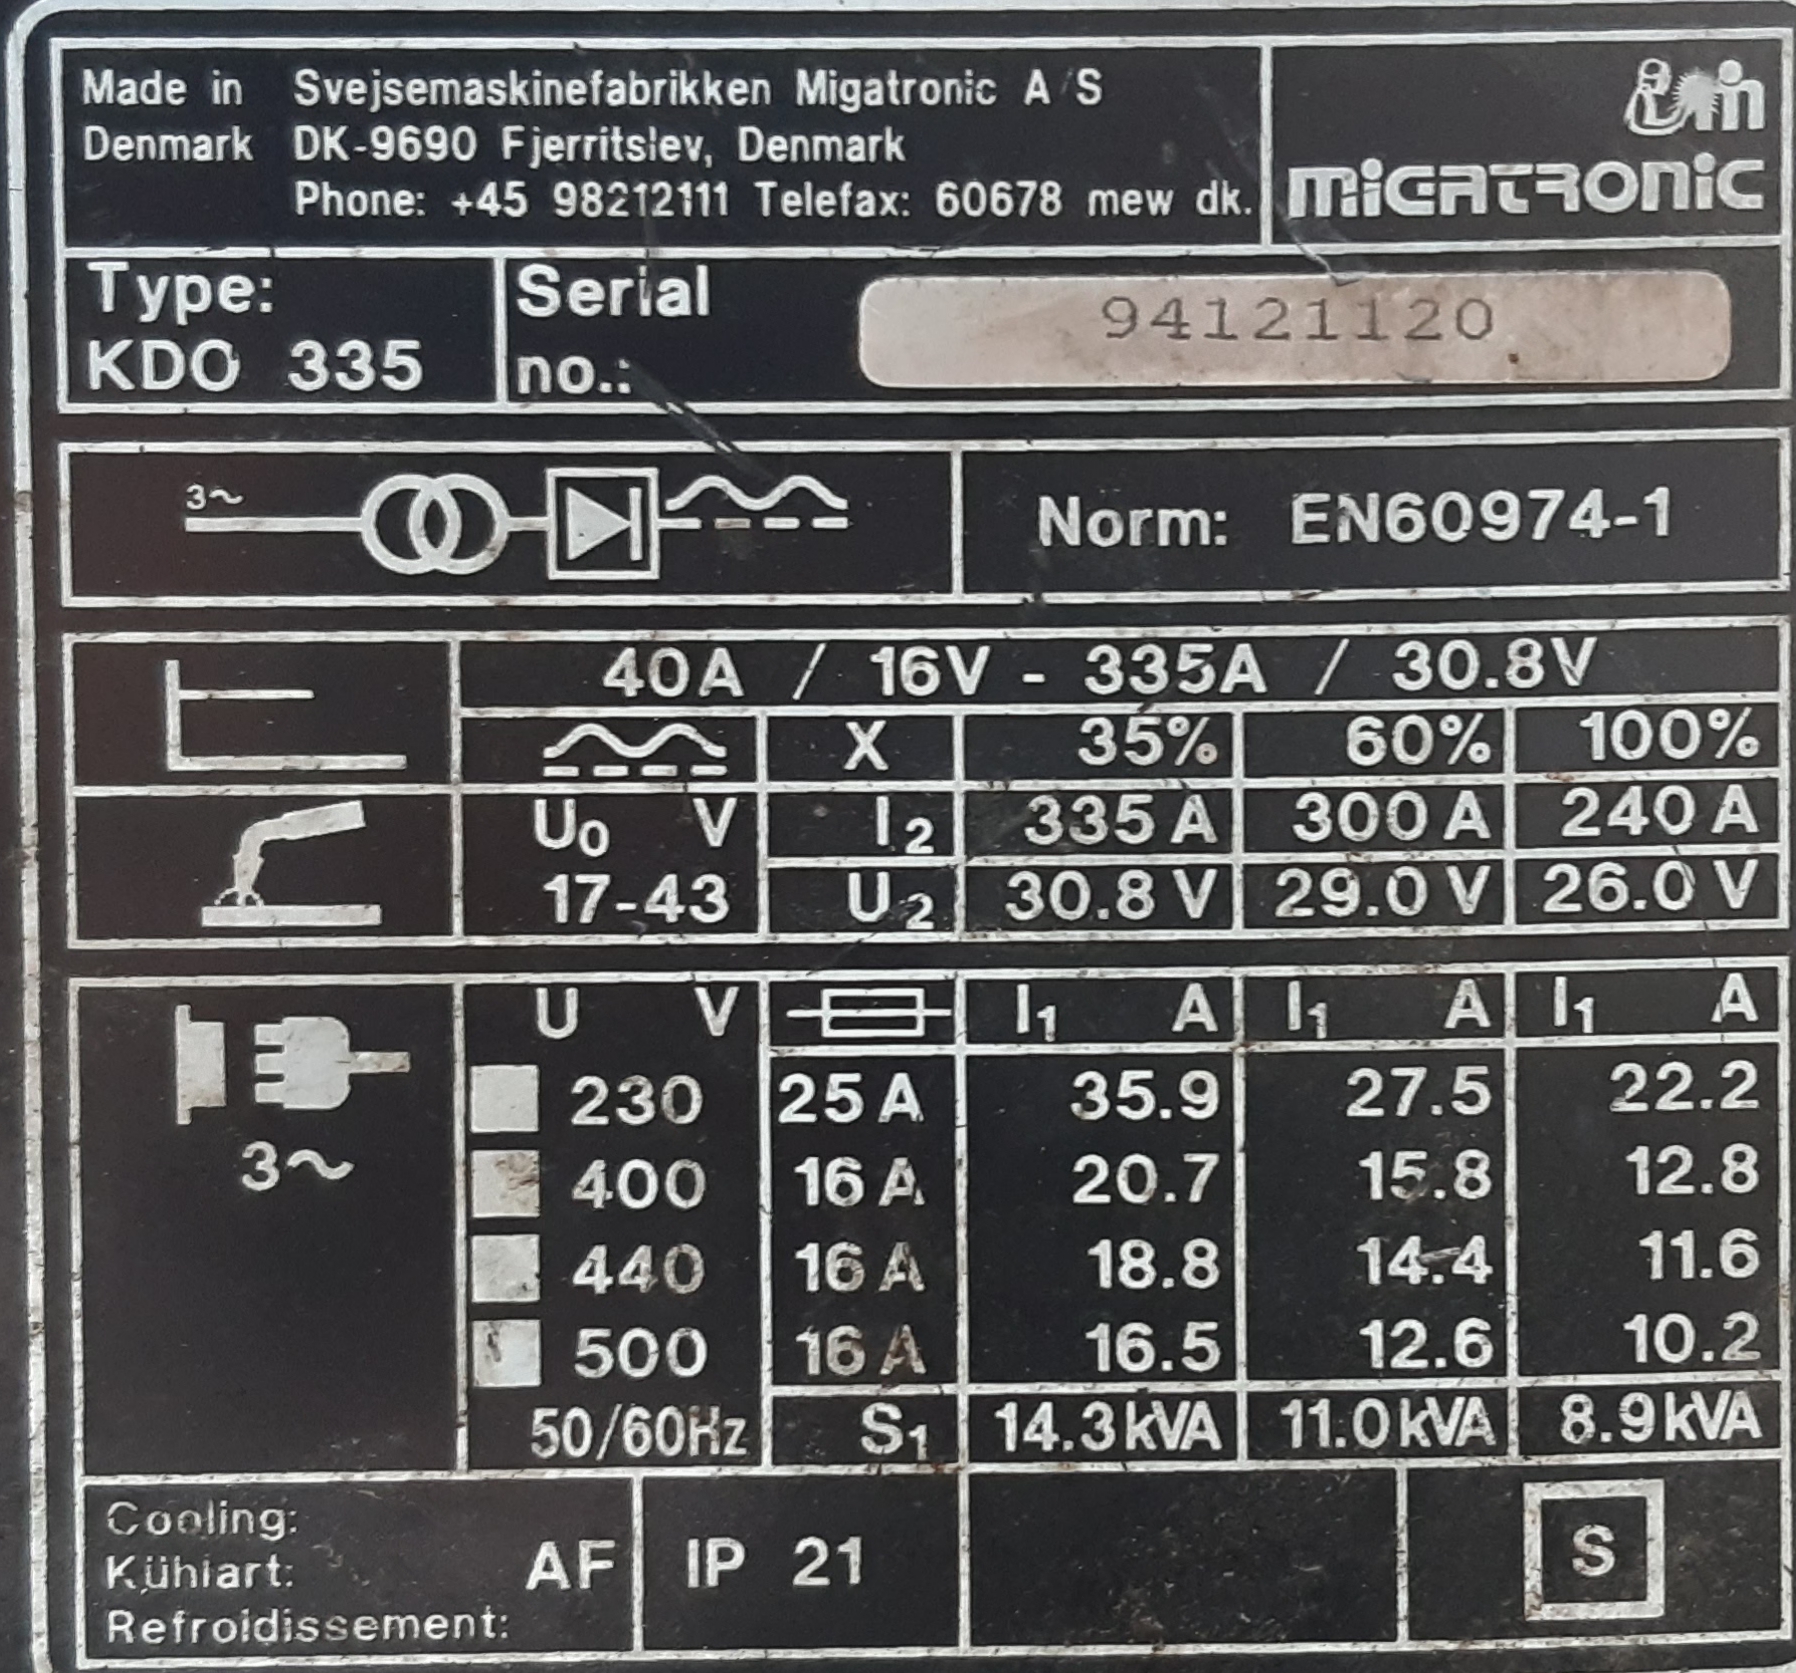 Made in Svejsemaskinefabrikken Migatronic A/S
Denmark DK-9690 Fjerritslev, Denmark
Phone: +45 98212111 Telefax: 60678 mew dk.
MIGATRONIC
Type: Serial 94121120
KDO 335 no.:
3~
Norm: EN60974-1
40A / 16V - 335A / 30.8V
X 35% 60% 100%
U0 V I2 335 A 300 A 240 A
17-43 U2 30.8 V 29.0 V 26.0 V
U V I1 A I1 A I1 A
230 25 A 35.9 27.5 22.2
3~ 400 16 A 20.7 15.8 12.8
440 16 A 18.8 14.4 11.6
500 16 A 16.5 12.6 10.2
50/60Hz S1 14.3kVA 11.0kVA 8.9kVA
Cooling:
Kühlart: AF IP 21 S
Refroidissement: